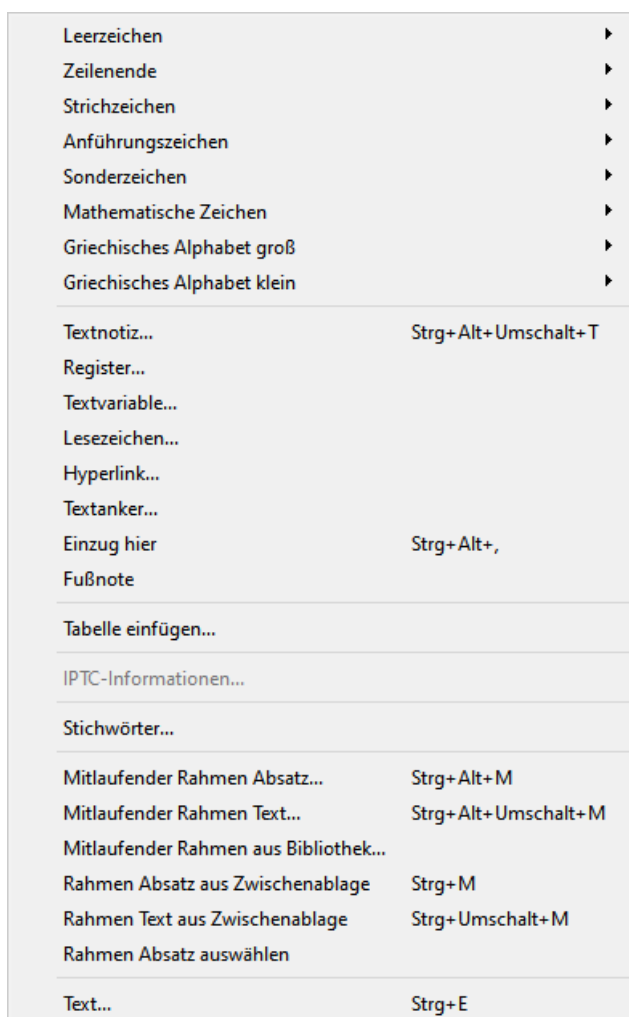 Leerzeichen
Zeilenende
Strichzeichen
Anführungszeichen
Sonderzeichen
Mathematische Zeichen
Griechisches Alphabet groß
Griechisches Alphabet klein
Textnotiz... Strg+Alt+Umschalt+T
Register...
Textvariable...
Lesezeichen...
Hyperlink...
Textanker...
Einzug hier Strg+Alt+,
Fußnote
Tabelle einfügen...
IPTC-Informationen...
Stichwörter...
Mitlaufender Rahmen Absatz... Strg+Alt+M
Mitlaufender Rahmen Text... Strg+Alt+Umschalt+M
Mitlaufender Rahmen aus Bibliothek...
Rahmen Absatz aus Zwischenablage Strg+M
Rahmen Text aus Zwischenablage Strg+Umschalt+M
Rahmen Absatz auswählen
Text... Strg+E